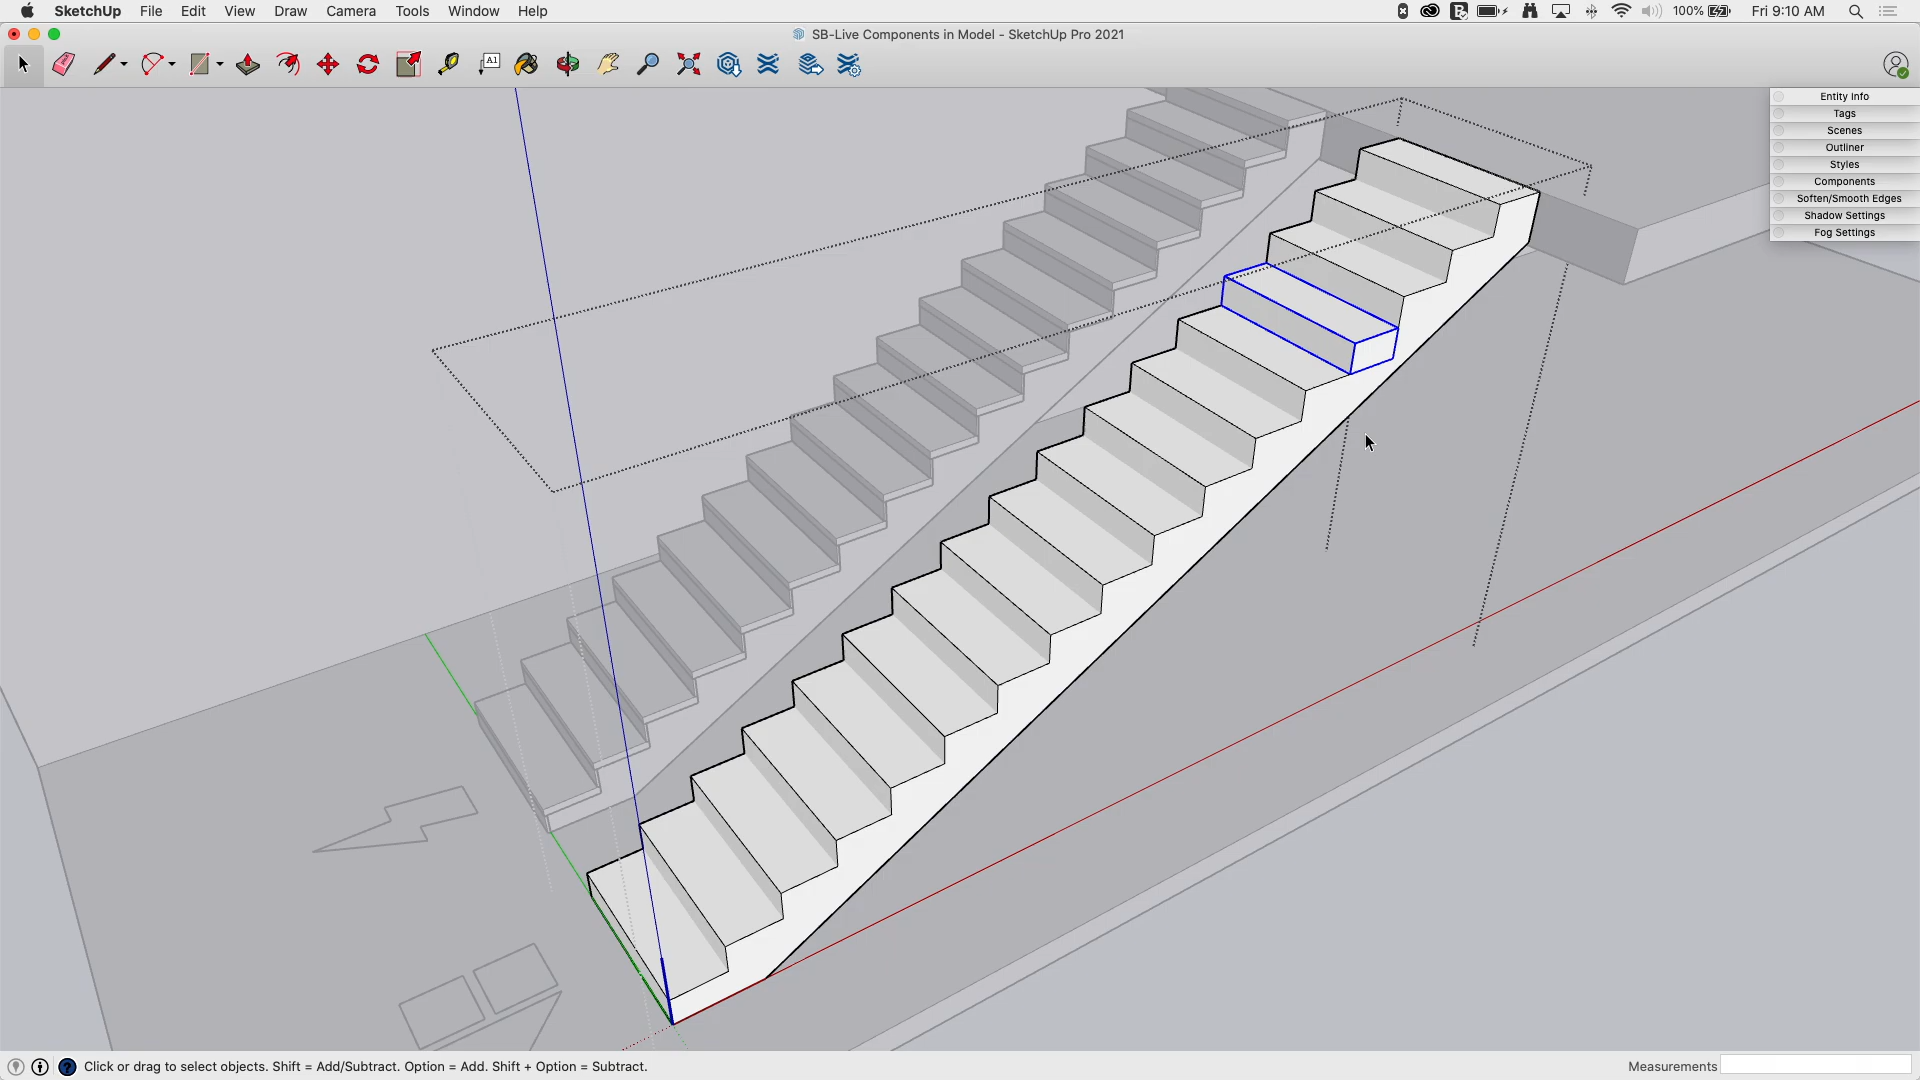 SketchUp File Edit View Draw Camera Tools Window Help 100% Fri 9:10 AM
SB-Live Components in Model - SketchUp Pro 2021
A1
Entity Info
Tags
Scenes
Outliner
Styles
Components
Soften/Smooth Edges
Shadow Settings
Fog Settings
Click or drag to select objects. Shift = Add/Subtract. Option = Add. Shift + Option = Subtract. Measurements